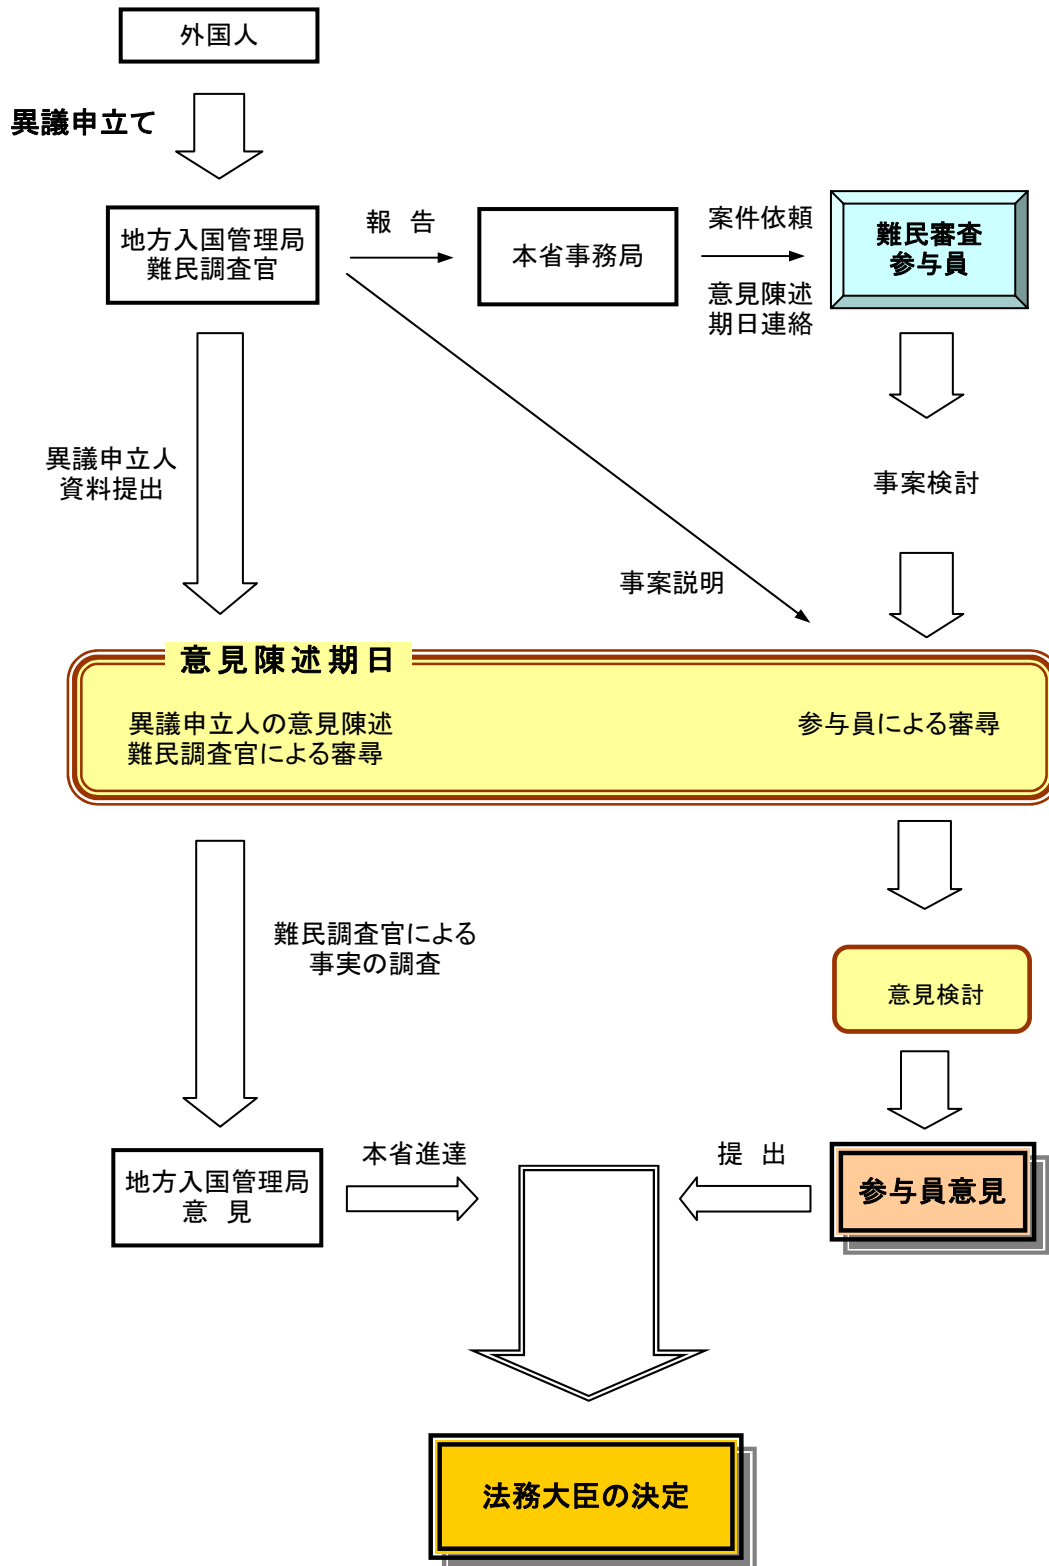 外国人
異議申立て
地方入国管理局
難民調査官
報 告
本省事務局
案件依頼
意見陳述
期日連絡
難民審査
参与員
異議申立人
資料提出
事案検討
事案説明
意見陳述期日
異議申立人の意見陳述
難民調査官による審尋
参与員による審尋
難民調査官による
事実の調査
意見検討
地方入国管理局
意 見
本省進達
提 出
参与員意見
法務大臣の決定